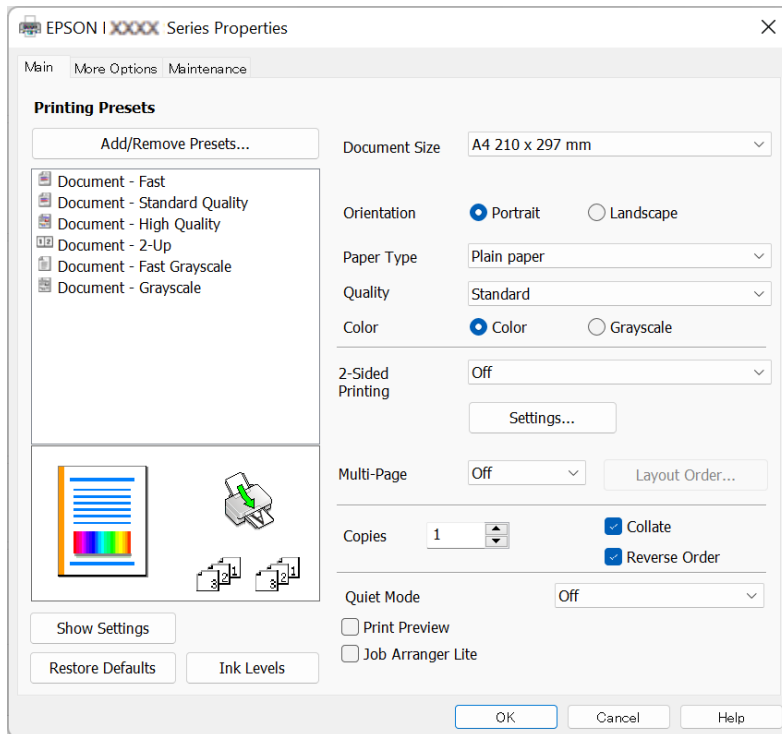 EPSON l XXXX Series Properties
Main More Options Maintenance
Printing Presets
Add/Remove Presets...
Document - Fast
Document - Standard Quality
Document - High Quality
Document - 2-Up
Document - Fast Grayscale
Document - Grayscale
Show Settings
Restore Defaults Ink Levels
Document Size A4 210 x 297 mm
Orientation Portrait Landscape
Paper Type Plain paper
Quality Standard
Color Color Grayscale
2-Sided
Printing
Off
Settings...
Multi-Page Off Layout Order...
Copies 1 Collate
Reverse Order
Quiet Mode Off
Print Preview
Job Arranger Lite
OK Cancel Help